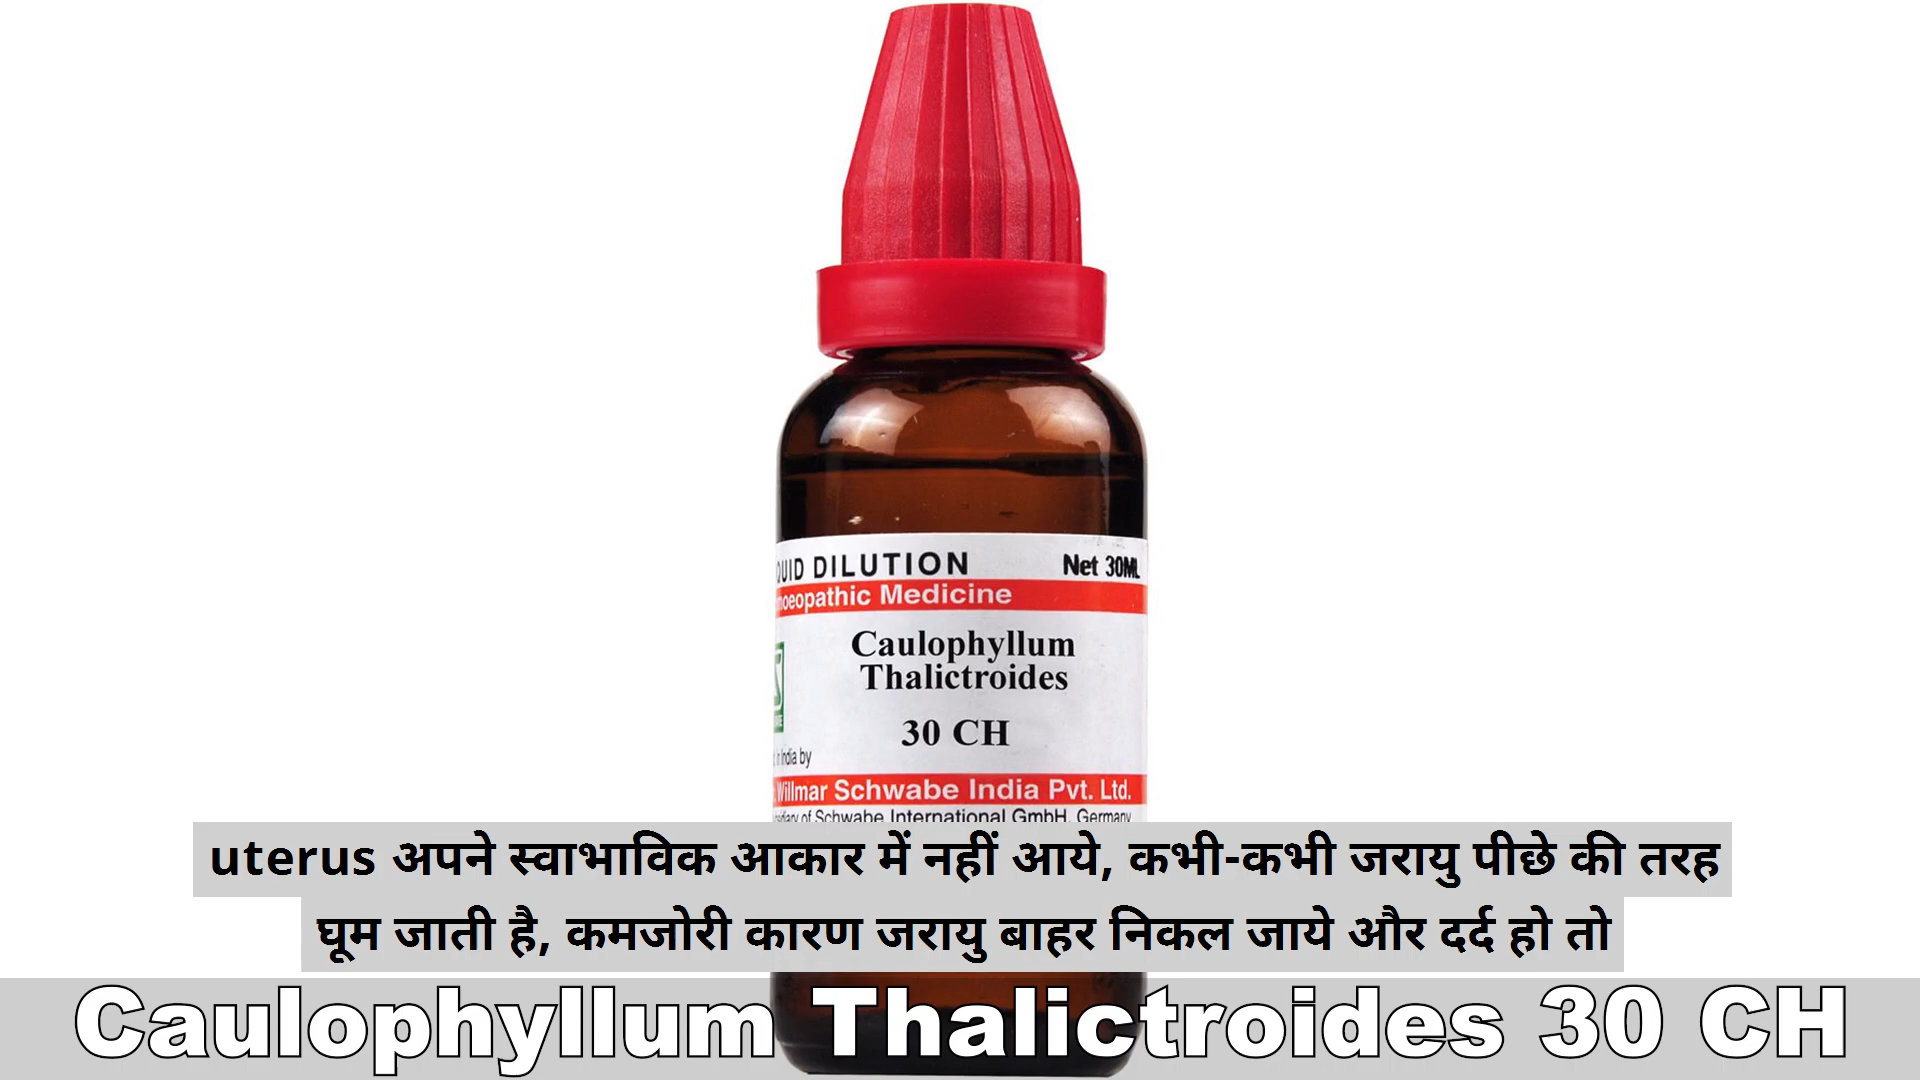 DILUTION Net 30ML
Medicine
Caulophyllum
Thalictroides
30 CH
India by
Willmar Schwabe India Pvt. Ltd.
of Schwabe International GmbH, Germany
uterus अपने स्वाभाविक आकार में नहीं आये, कभी-कभी जरायु पीछे की तरह
घूम जाती है, कमजोरी कारण जरायु बाहर निकल जाये और दर्द हो तो
Caulophyllum Thalictroides 30 CH